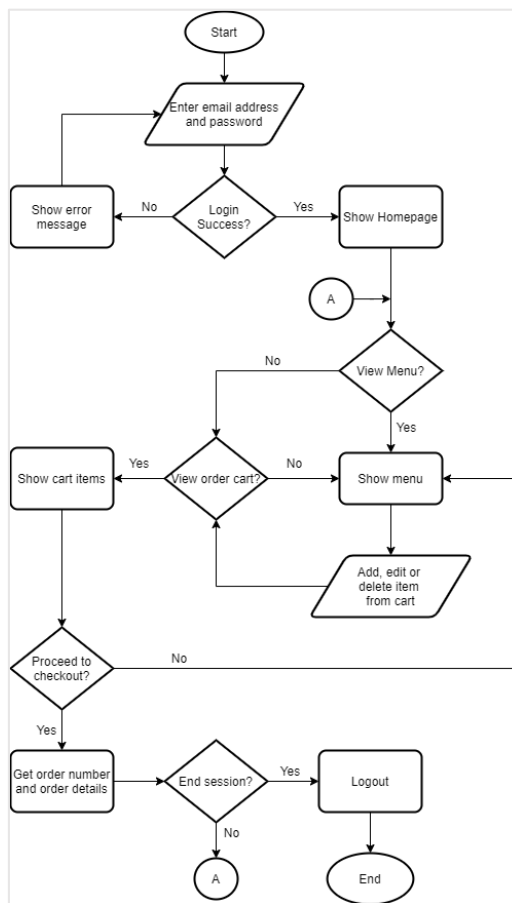 Start
Enter email address
and password
Show error
message
No
Login
Success?
Yes
Show Homepage
A
No
View Menu?
Yes
Show cart items
Yes
View order cart?
No
Show menu
Add, edit or
delete item
from cart
Proceed to
checkout?
No
Yes
Get order number
and order details
End session?
Yes
Logout
No
A
End